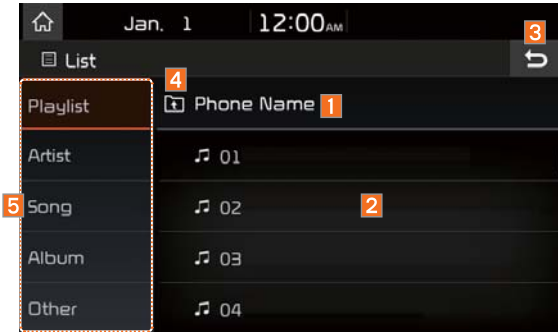 Jan. 1 12:00AM
3
List
4
Playlist
Phone Name 1
Artist
01
5 Song
02 2
Album
03
Other
04